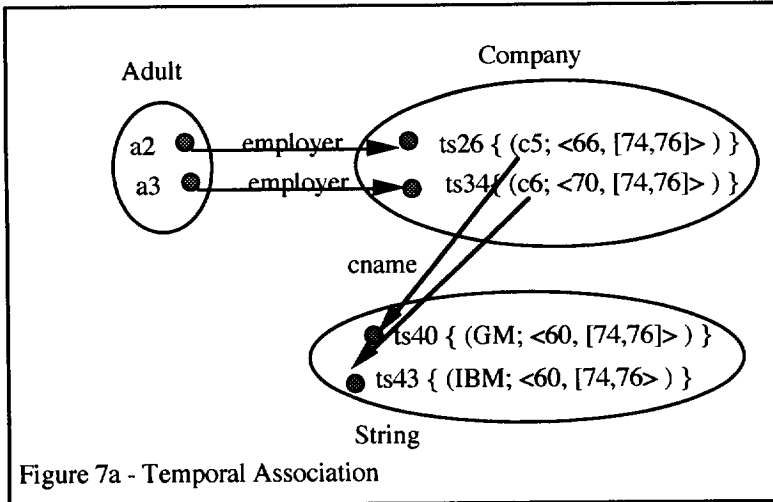 Company
Adult
a2 employer ts26 { (c5; <66, [74,76]> ) }
a3 employer ts34{ (c6; <70, [74,76]> ) }
cname
ts40 { (GM; <60, [74,76]> ) }
ts43 { (IBM; <60, [74,76> ) }
String
Figure 7a - Temporal Association